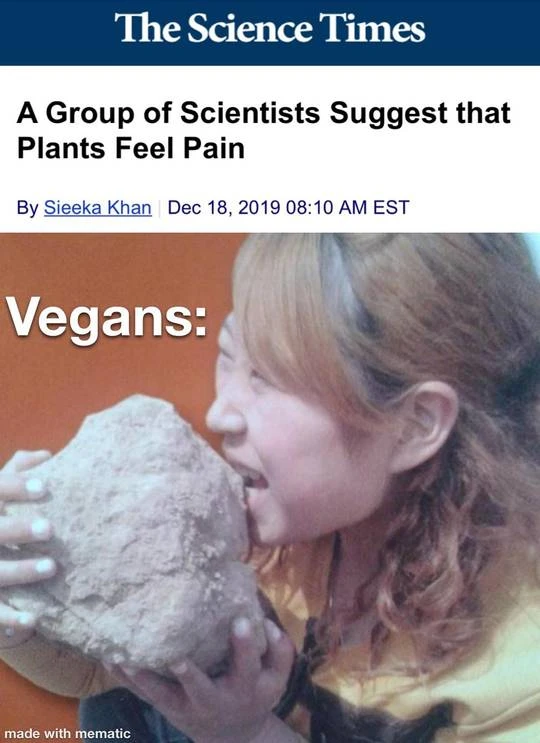 The Science Times
A Group of Scientists Suggest that
Plants Feel Pain
By Sieeka Khan Dec 18, 2019 08:10 AM EST
Vegans:
made with mematic